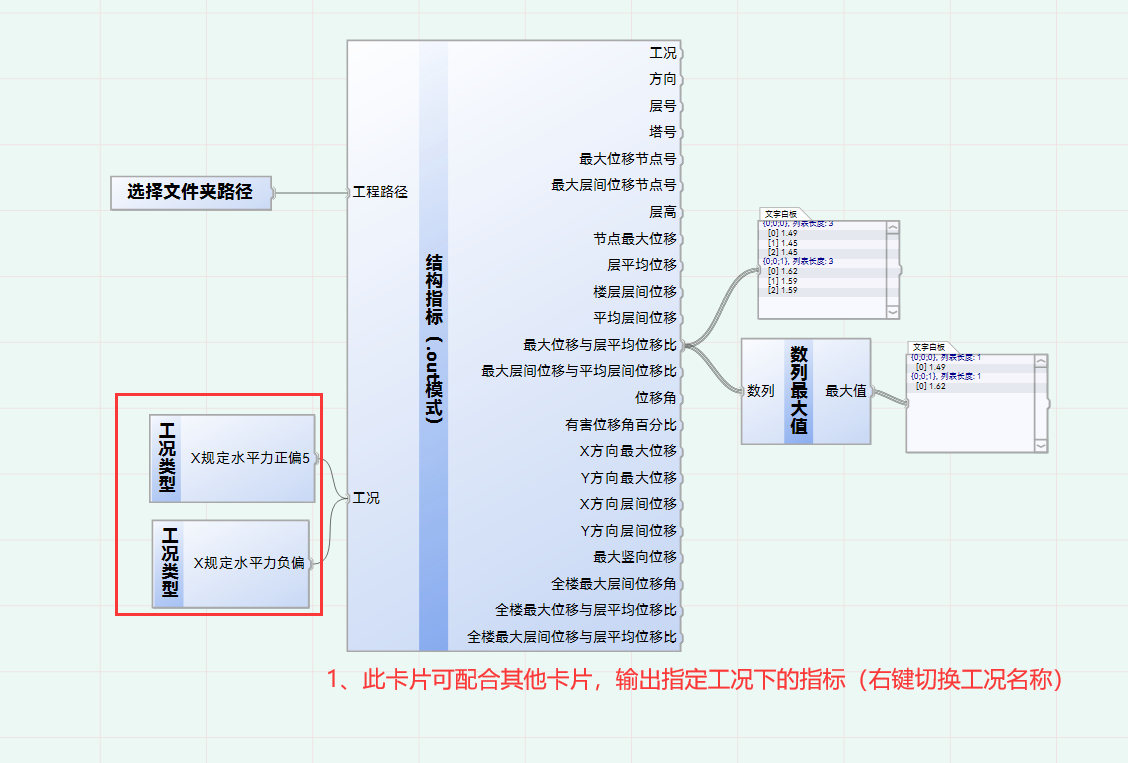 选择文件夹路径
工况类型
X规定水平力正偏5
工况类型
X规定水平力负偏
工程路径
工况
结构指标（.out模式）
工况
方向
层号
塔号
最大位移节点号
最大层间位移节点号
层高
节点最大位移
层平均位移
楼层层间位移
平均层间位移
最大位移与层平均位移比
最大层间位移与平均层间位移比
位移角
有害位移角百分比
X方向最大位移
Y方向最大位移
X方向层间位移
Y方向层间位移
最大竖向位移
全楼最大层间位移角
全楼最大位移与层平均位移比
全楼最大层间位移与层平均位移比
文字白板
{0;0;0}, 列表长度: 3
[0] 1.49
[1] 1.45
[2] 1.45
{0;0;1}, 列表长度: 3
[0] 1.62
[1] 1.59
[2] 1.59
数列
数列最大值
最大值
文字白板
{0;0;0}, 列表长度: 1
[0] 1.49
{0;0;1}, 列表长度: 1
[0] 1.62
1、此卡片可配合其他卡片，输出指定工况下的指标（右键切换工况名称）